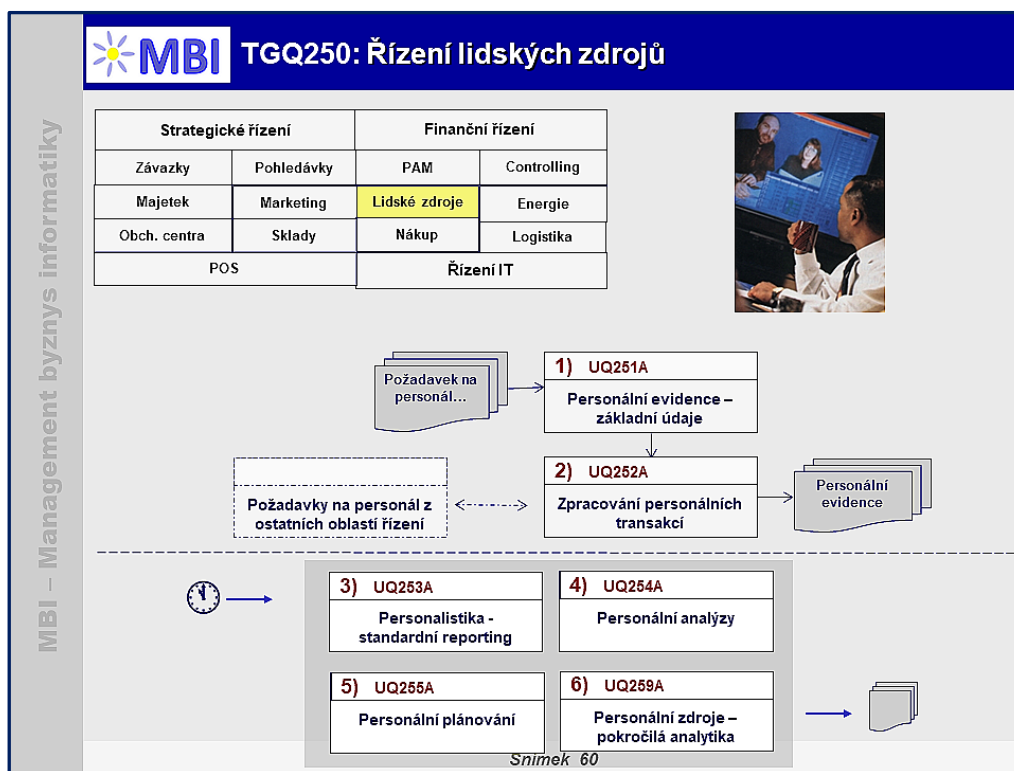 MBI
TGQ250: Řízení lidských zdrojů
MBI – Management byznys informatiky
Strategické řízení
Finanční řízení
Závazky
Pohledávky
PAM
Controlling
Majetek
Marketing
Lidské zdroje
Energie
Obch. centra
Sklady
Nákup
Logistika
POS
Řízení IT
Požadavek na
personál...
1) UQ251A
Personální evidence –
základní údaje
Požadavky na personál z
ostatních oblastí řízení
2) UQ252A
Zpracování personálních
transakcí
Personální
evidence
3) UQ253A
Personalistika -
standardní reporting
4) UQ254A
Personální analýzy
5) UQ255A
Personální plánování
6) UQ259A
Personální zdroje –
pokročilá analytika
Snímek 60